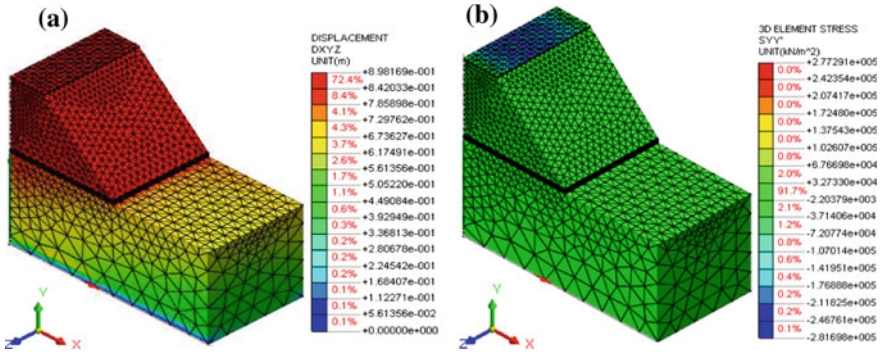 (a)
DISPLACEMENT
DXYZ
UNIT(m)
+8.98169e-001
72.4%
+8.42033e-001
8.4%
+7.85898e-001
4.1%
+7.29762e-001
4.3%
+6.73627e-001
3.7%
+6.17491e-001
2.6%
+5.61356e-001
1.7%
+5.05220e-001
1.1%
+4.49084e-001
0.6%
+3.92949e-001
0.3%
+3.36813e-001
0.2%
+2.80678e-001
0.2%
+2.24542e-001
0.2%
+1.68407e-001
0.1%
+1.12271e-001
0.1%
+5.61356e-002
0.1%
+0.00000e+000
Y
Z
X
(b)
3D ELEMENT STRESS
SYY'
UNIT(kN/m^2)
+2.77291e+005
0.0%
+2.42354e+005
0.0%
+2.07417e+005
0.0%
+1.72480e+005
0.0%
+1.37543e+005
0.0%
+1.02607e+005
0.8%
+6.76698e+004
2.0%
+3.27330e+004
91.7%
-2.20379e+003
2.1%
-3.71406e+004
1.2%
-7.20774e+004
0.8%
-1.07014e+005
0.6%
-1.41951e+005
0.4%
-1.76888e+005
0.2%
-2.11825e+005
0.2%
-2.46761e+005
0.1%
-2.81698e+005
Y
Z
X